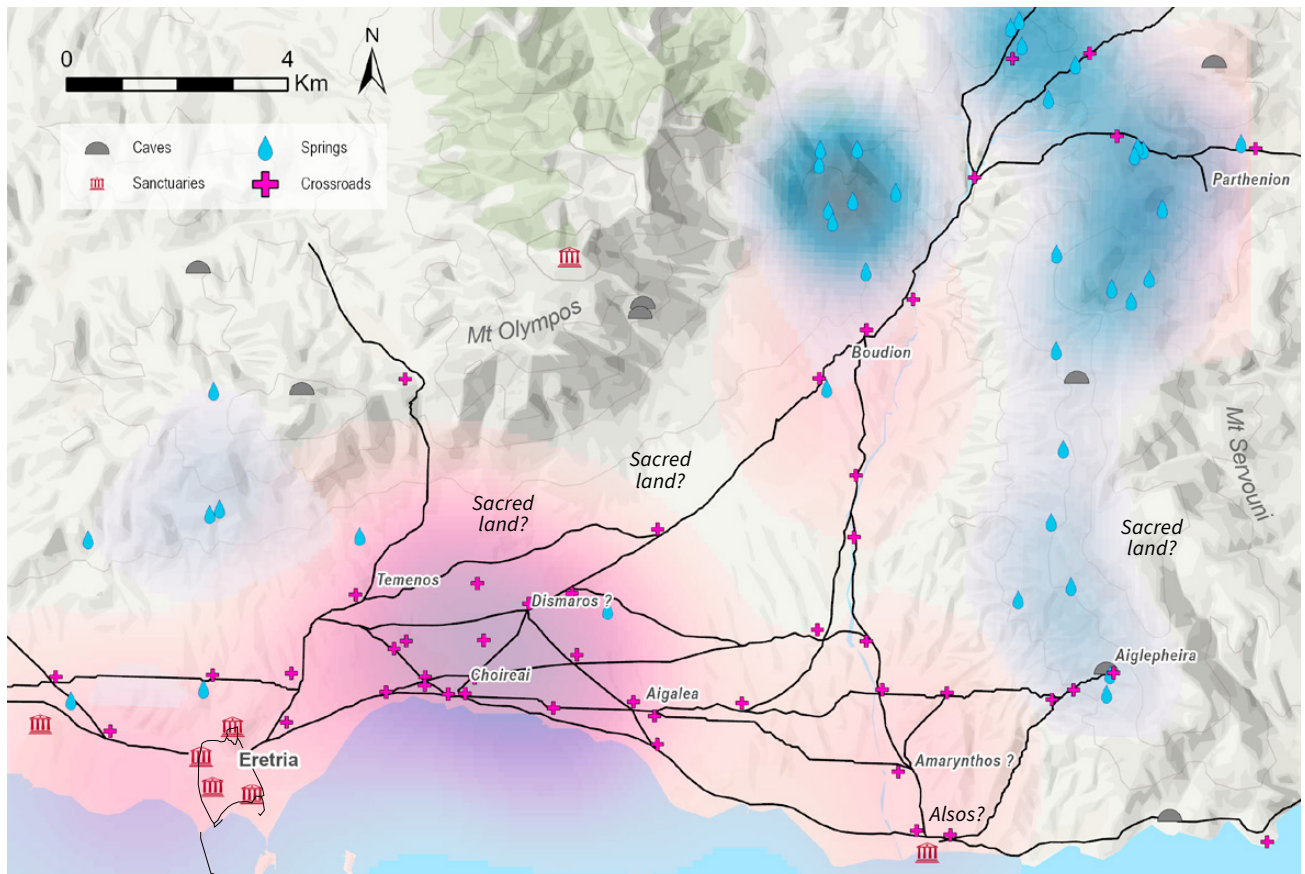 0
4
Km
N
Caves
Springs
Sanctuaries
Crossroads
Parthenion
Mt Olympos
Boudion
Mt Servouni
Sacred
land?
Sacred
land?
Sacred
land?
Temenos
Dismaros ?
Choireai
Aigalea
Aiglepheira
Eretria
Amarynthos ?
Alsos?